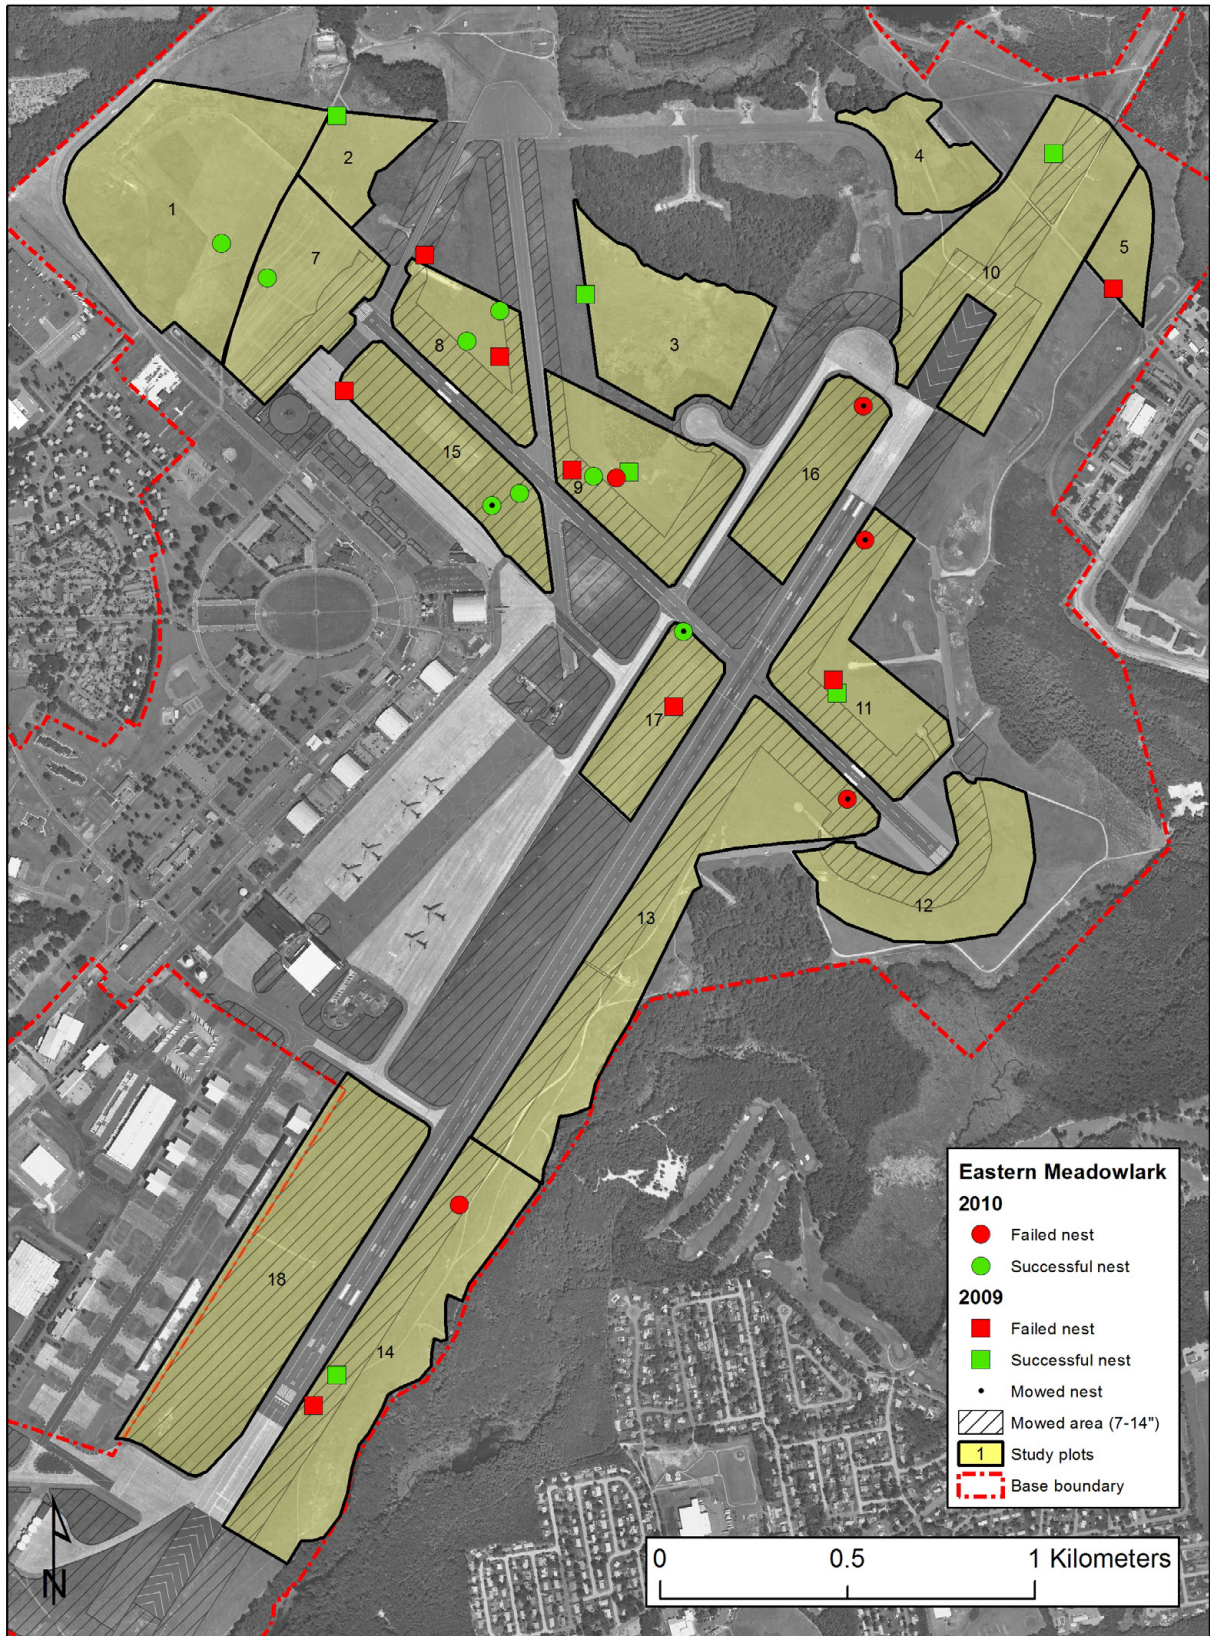 2
4
1
7
5
10
3
8
15
9
16
17
11
12
13
18
14
Eastern Meadowlark
2010
Failed nest
Successful nest
2009
Failed nest
Successful nest
Mowed nest
Mowed area (7-14")
1 Study plots
Base boundary
0 0.5 1 Kilometers
N